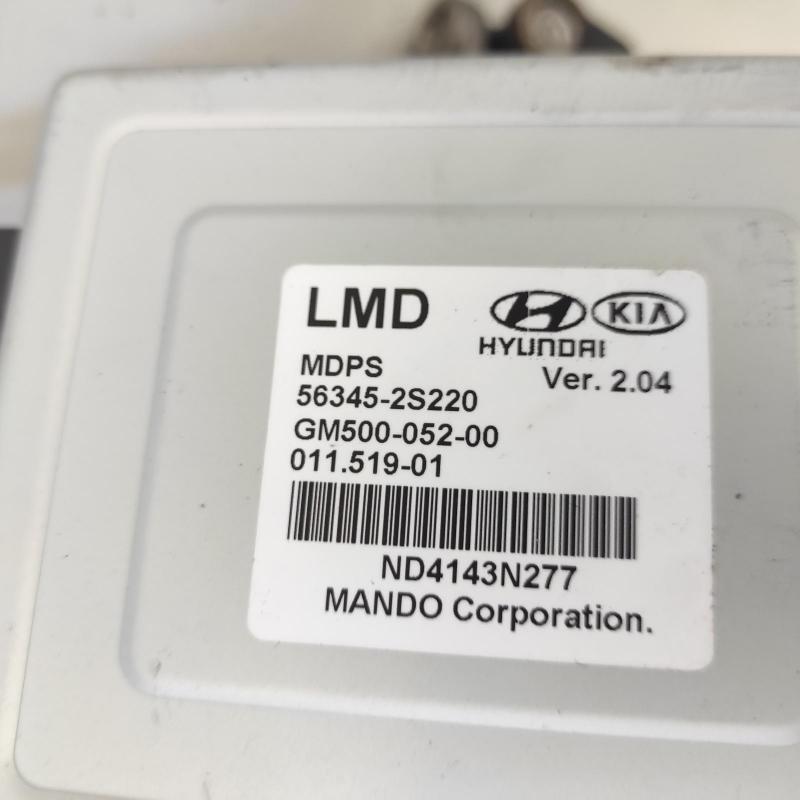 LMD
KIA
HYUNDAI
MDPS
Ver. 2.04
56345-2S220
GM500-052-00
011.519-01
ND4143N277
MANDO Corporation.